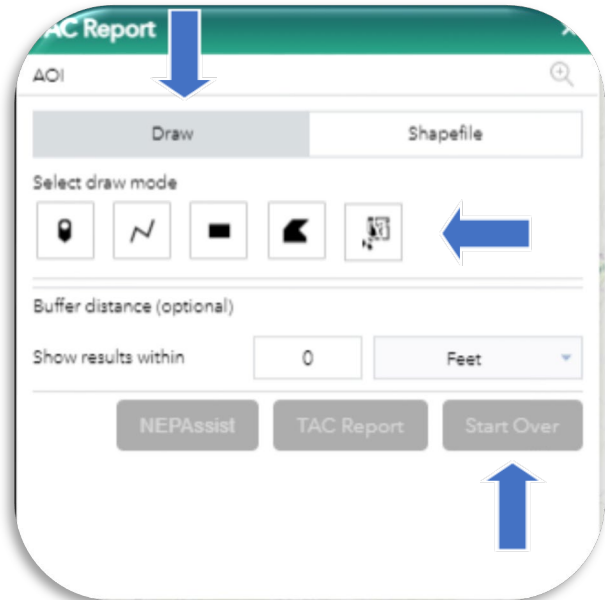 AC Report
AOI
Draw Shapefile
Select draw mode
Buffer distance (optional)
Show results within 0 Feet
NEPAssist TAC Report Start Over